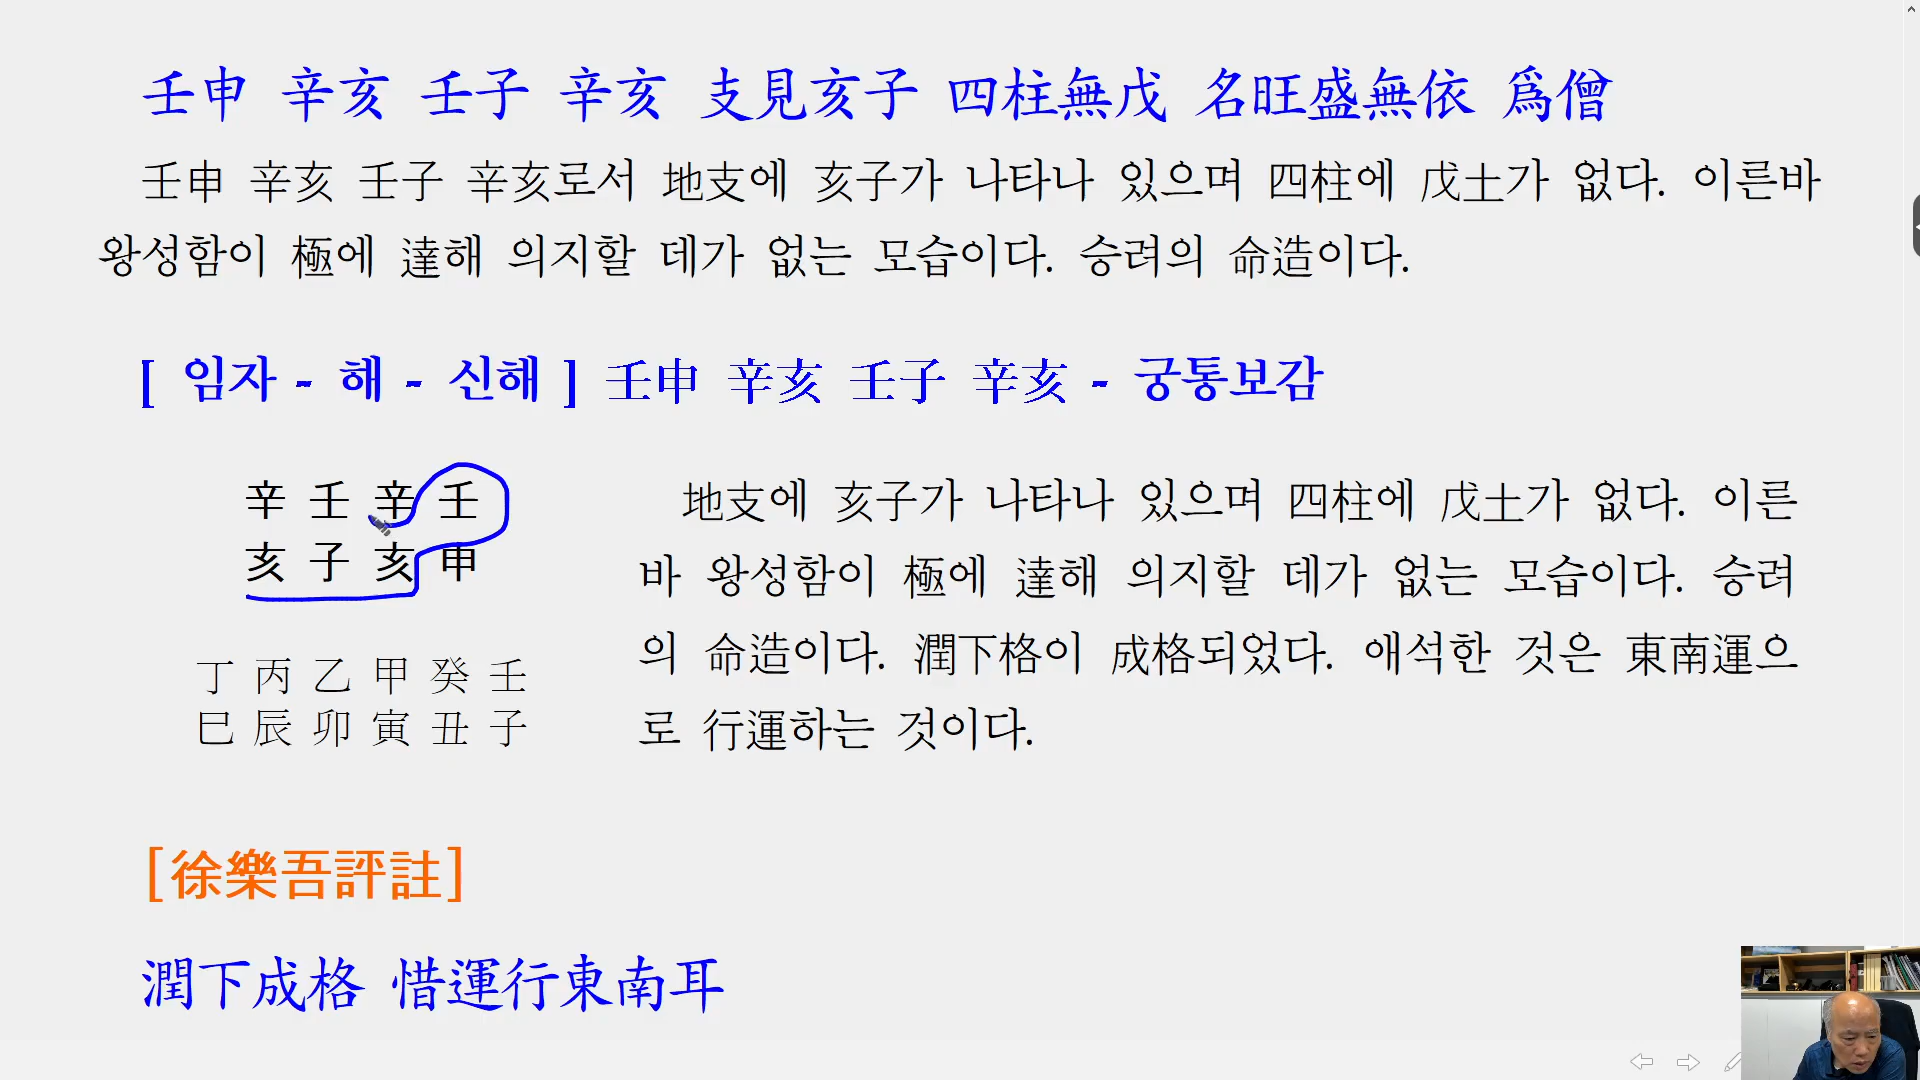 壬申 辛亥 壬子 辛亥 支見亥子 四柱無戊 名旺盛無依 爲僧
壬申 辛亥 壬子 辛亥로서 地支에 亥子가 나타나 있으며 四柱에 戊土가 없다. 이른바
왕성함이 極에 達해 의지할 데가 없는 모습이다. 승려의 命造이다.
[ 임자 - 해 - 신해 ] 壬申 辛亥 壬子 辛亥 - 궁통보감
辛 壬 辛 壬
亥 子 亥 申
丁 丙 乙 甲 癸 壬
巳 辰 卯 寅 丑 子
地支에 亥子가 나타나 있으며 四柱에 戊土가 없다. 이른
바 왕성함이 極에 達해 의지할 데가 없는 모습이다. 승려
의 命造이다. 潤下格이 成格되었다. 애석한 것은 東南運으
로 行運하는 것이다.
[徐樂吾評註]
潤下成格 惜運行東南耳